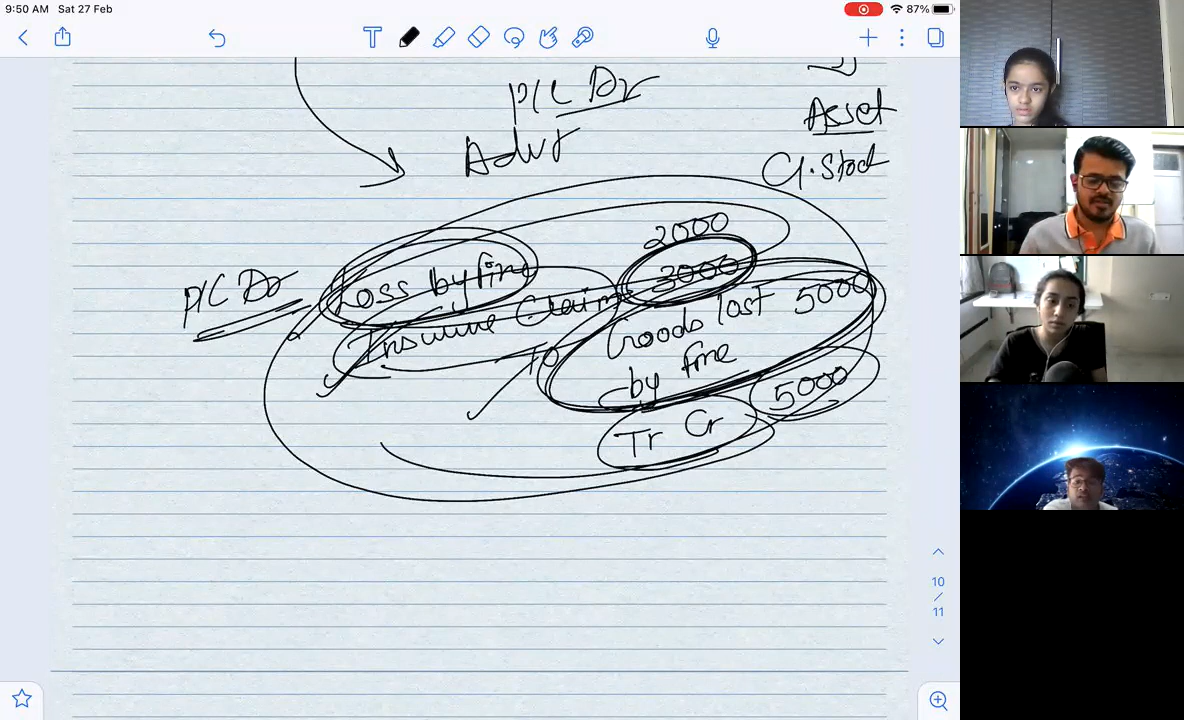 9:50 AM Sat 27 Feb
87%
P/L Dr
Asset
Advt
Cl. Stock
2000
P/L Dr
Loss by fire
3000
Insurance Claim
Goods lost 5000
To
by fire
5000
Tr Cr
10
/
11